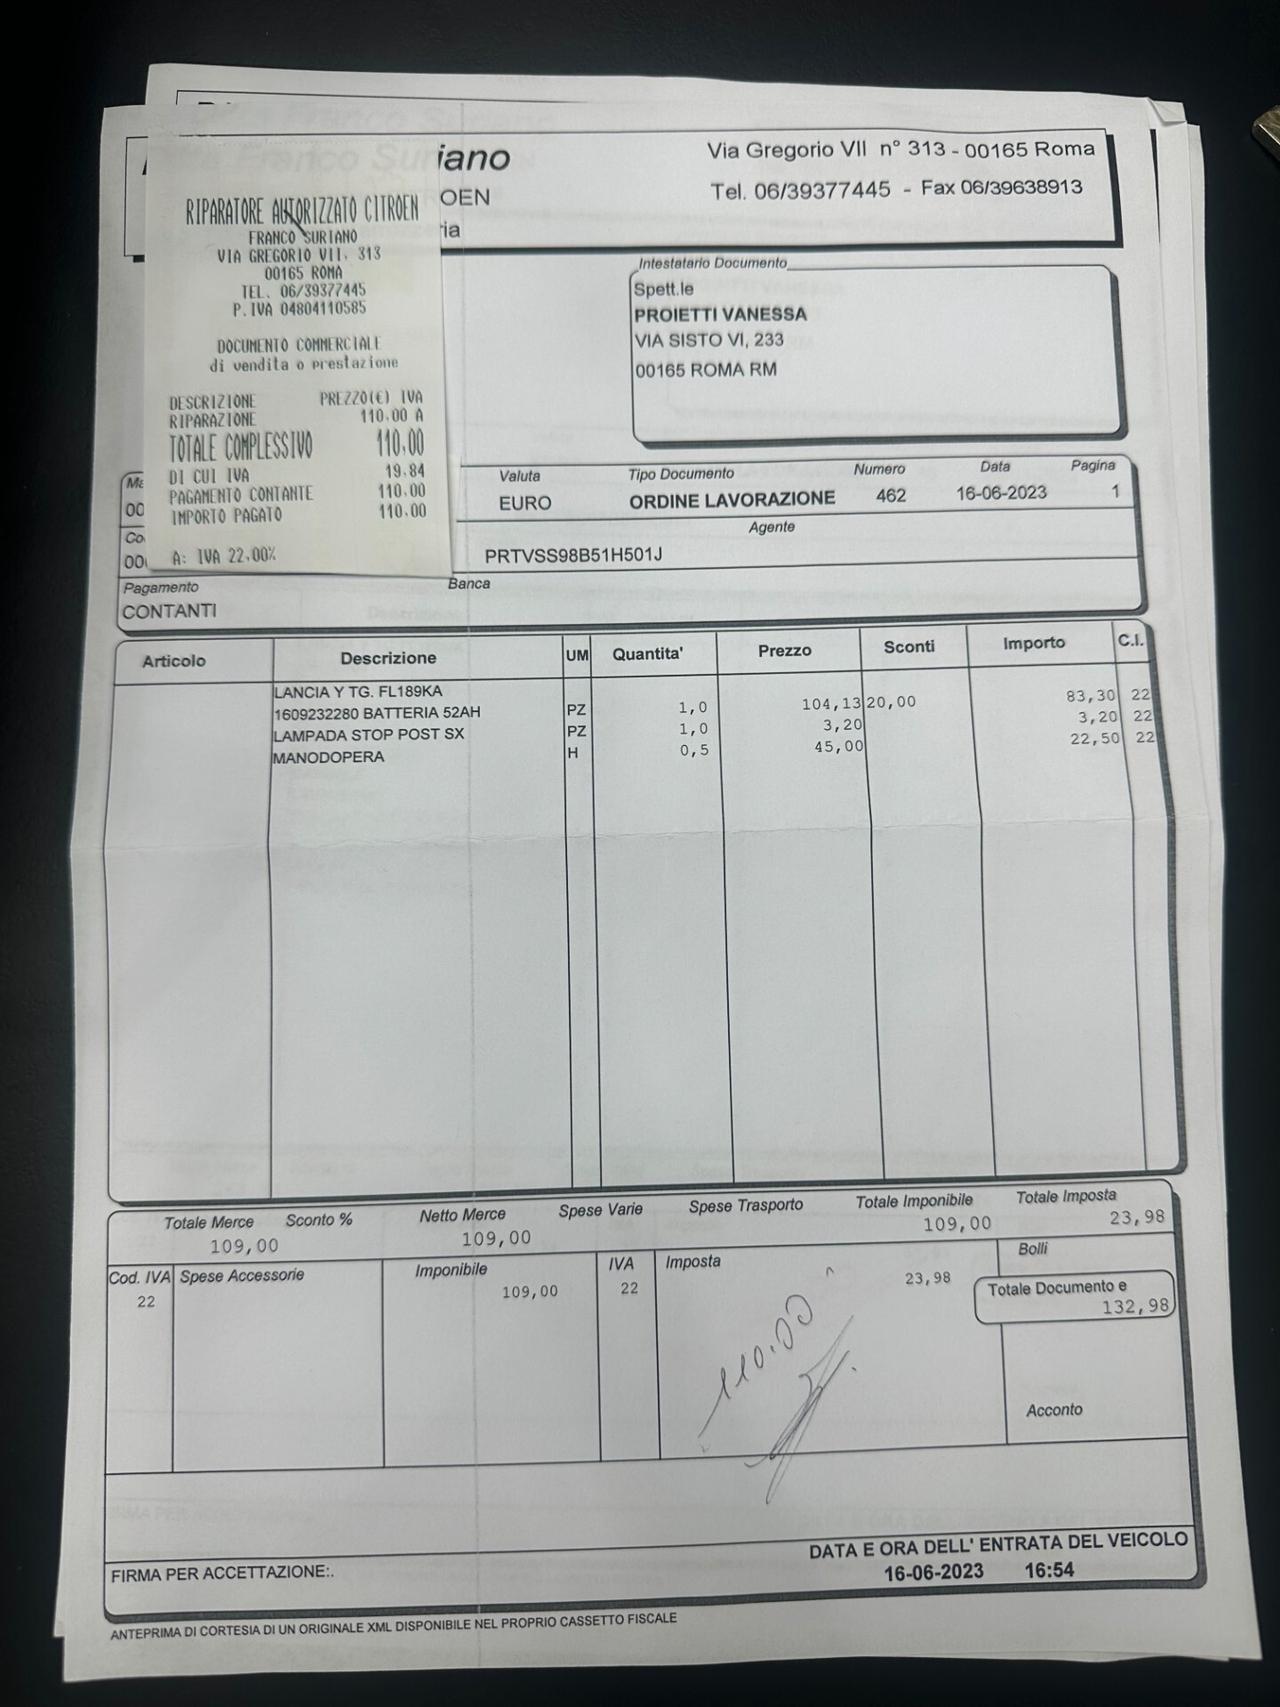 iano
OEN
ria
Via Gregorio VII n° 313 - 00165 Roma
Tel. 06/39377445 - Fax 06/39638913
RIPARATORE AUTORIZZATO CITROEN
FRANCO SURIANO
VIA GREGORIO VII. 313
00165 ROMA
TEL. 06/39377445
P.IVA 04804110585
DOCUMENTO COMMERCIALE
di vendita o prestazione
DESCRIZIONE PREZZO(€) IVA
RIPARAZIONE 110.00 A
TOTALE COMPLESSIVO 110,00
DI CUI IVA 19.84
PAGAMENTO CONTANTE 110.00
IMPORTO PAGATO 110.00
A: IVA 22.00%
Intestatario Documento
Spett.le
PROIETTI VANESSA
VIA SISTO VI, 233
00165 ROMA RM
Valuta Tipo Documento Numero Data Pagina
EURO ORDINE LAVORAZIONE 462 16-06-2023 1
Agente
PRTVSS98B51H501J
Pagamento Banca
CONTANTI
Articolo Descrizione UM Quantita' Prezzo Sconti Importo C.I.
LANCIA Y TG. FL189KA
1609232280 BATTERIA 52AH PZ 1,0 104,13 20,00 83,30 22
LAMPADA STOP POST SX PZ 1,0 3,20 3,20 22
MANODOPERA H 0,5 45,00 22,50 22
Totale Merce Sconto % Netto Merce Spese Varie Spese Trasporto Totale Imponibile Totale Imposta
109,00 109,00 109,00 23,98
Cod. IVA Spese Accessorie Imponibile IVA Imposta Bolli
22 109,00 22 23,98
Totale Documento e
132,98
110.00
Acconto
DATA E ORA DELL' ENTRATA DEL VEICOLO
FIRMA PER ACCETTAZIONE:. 16-06-2023 16:54
ANTEPRIMA DI CORTESIA DI UN ORIGINALE XML DISPONIBILE NEL PROPRIO CASSETTO FISCALE